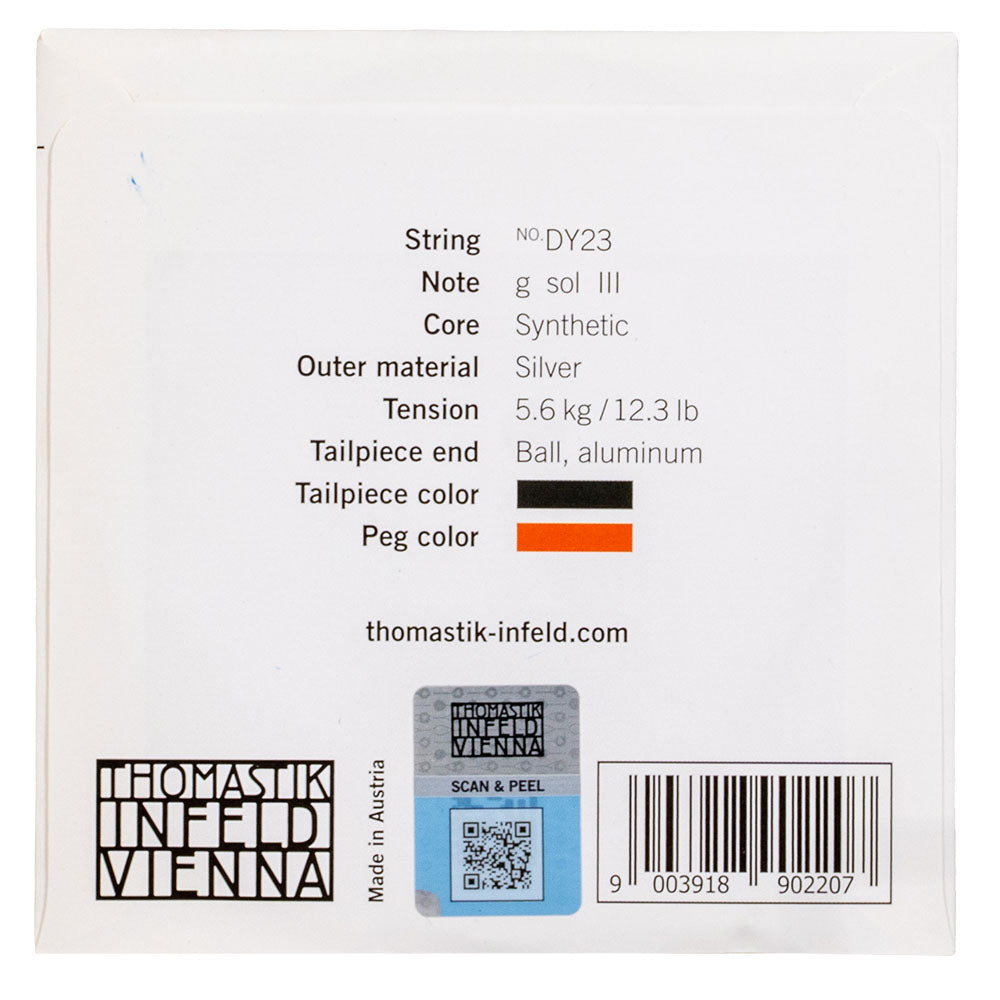 String NO.DY23
Note g sol III
Core Synthetic
Outer material Silver
Tension 5.6 kg / 12.3 lb
Tailpiece end Ball, aluminum
Tailpiece color
Peg color
thomastik-infeld.com
THOMASTIK
INFELD
VIENNA
Made in Austria
THOMASTIK
INFELD
VIENNA
SCAN & PEEL
9 003918 902207